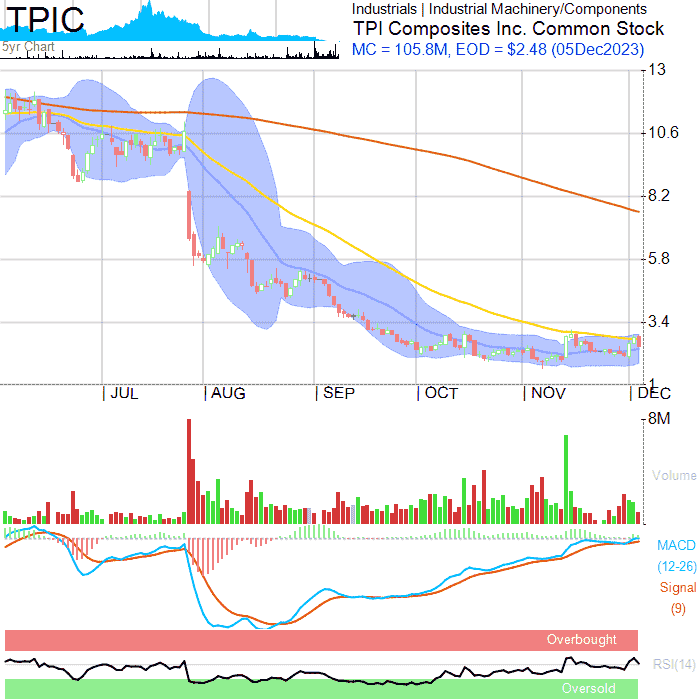 TPIC
Industrials | Industrial Machinery/Components
TPI Composites Inc. Common Stock
MC = 105.8M, EOD = $2.48 (05Dec2023)
5yr Chart
13
10.6
8.2
5.8
3.4
1
JUL AUG SEP OCT NOV DEC
8M
Volume
MACD
(12-26)
Signal
(9)
Overbought
RSI(14)
Oversold